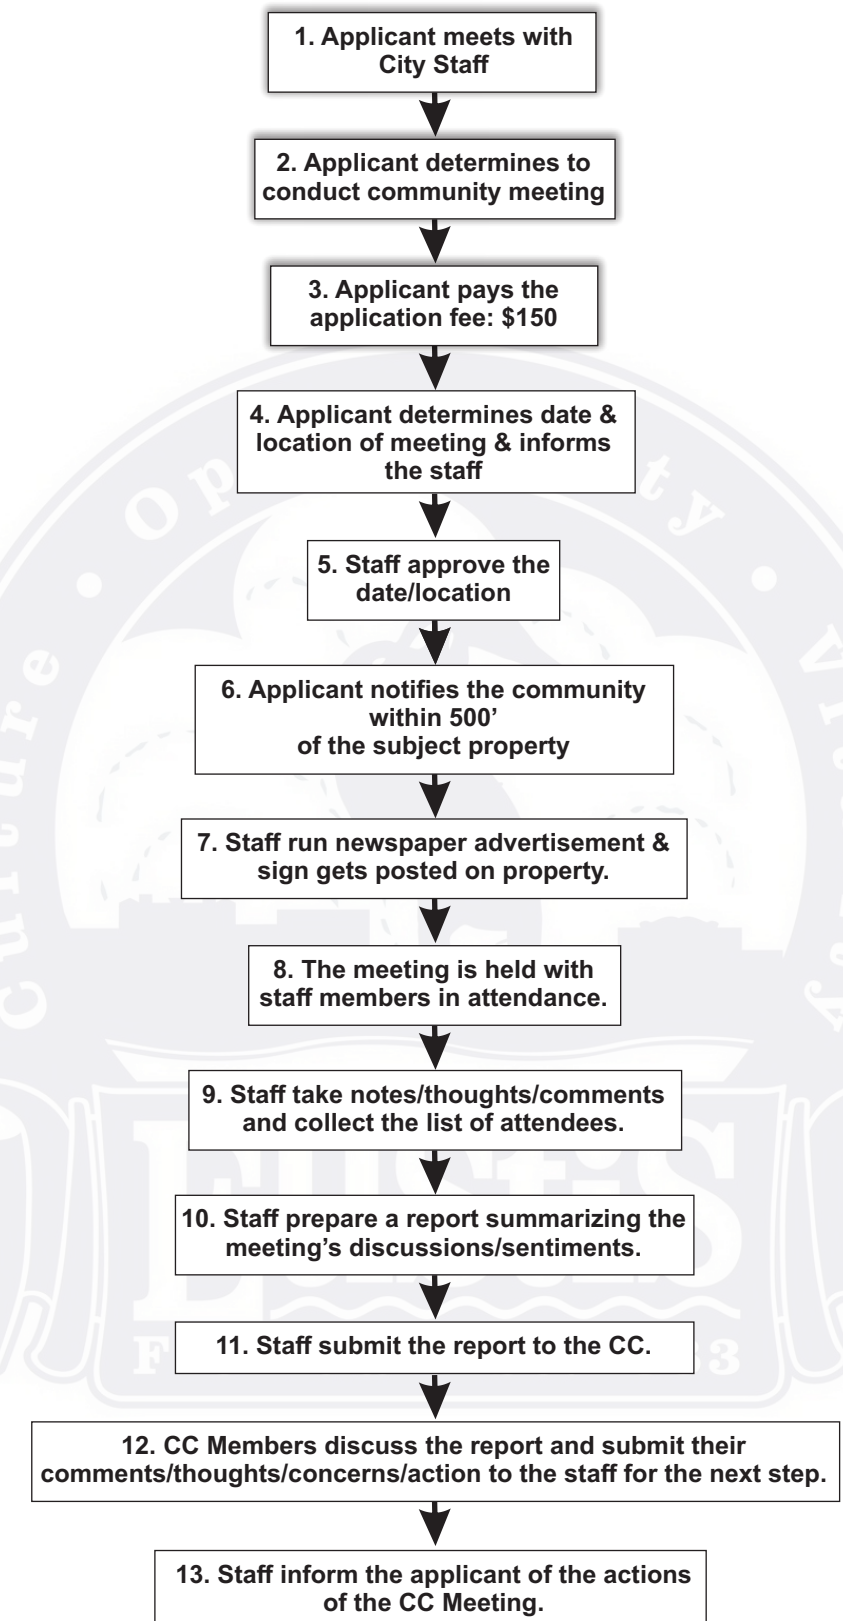 1. Applicant meets with
City Staff
2. Applicant determines to
conduct community meeting
3. Applicant pays the
application fee: $150
4. Applicant determines date &
location of meeting & informs
the staff
5. Staff approve the
date/location
6. Applicant notifies the community
within 500’
of the subject property
7. Staff run newspaper advertisement &
sign gets posted on property.
8. The meeting is held with
staff members in attendance.
9. Staff take notes/thoughts/comments
and collect the list of attendees.
10. Staff prepare a report summarizing the
meeting’s discussions/sentiments.
11. Staff submit the report to the CC.
12. CC Members discuss the report and submit their
comments/thoughts/concerns/action to the staff for the next step.
13. Staff inform the applicant of the actions
of the CC Meeting.
Culture
EUStiS